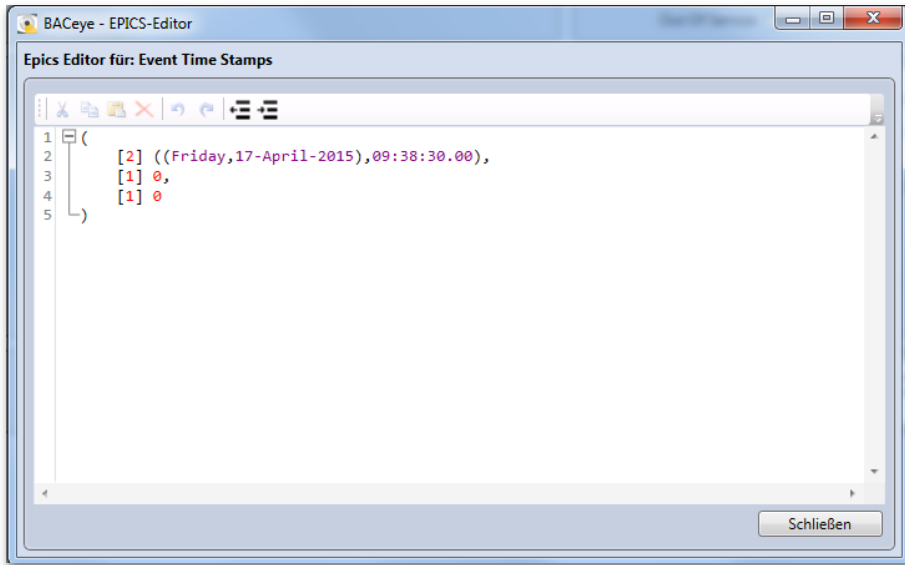 BACeye - EPICS-Editor
Epics Editor für: Event Time Stamps
1 (
2 [2] ((Friday,17-April-2015),09:38:30.00),
3 [1] 0,
4 [1] 0
5 )
Schließen